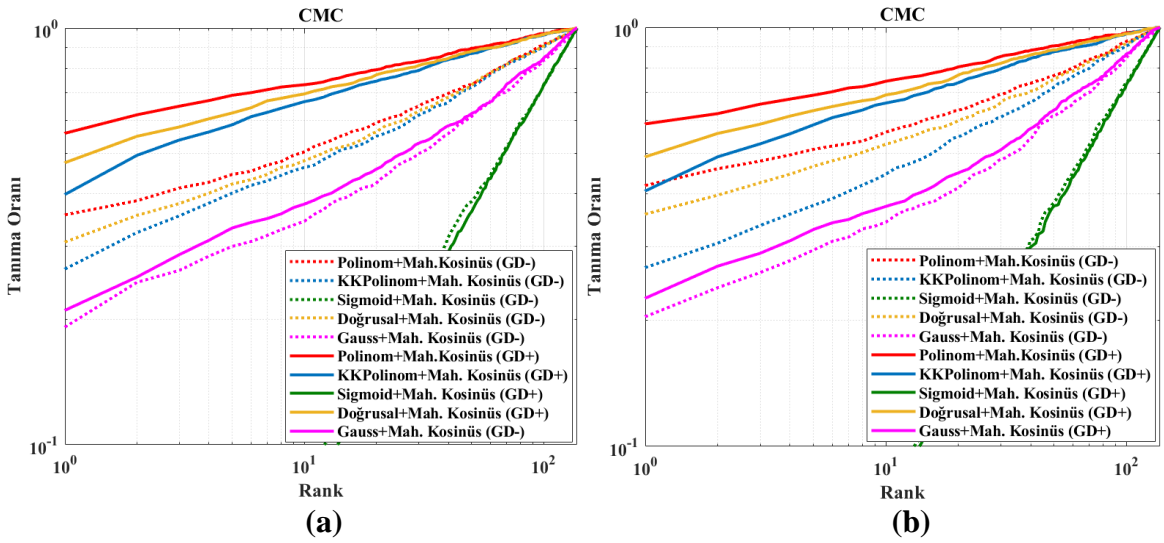 CMC
10^0
10^-1
10^0
10^1
10^2
Tanıma Oranı
Rank
Polinom+Mah.Kosinüs (GD-)
KKPolinom+Mah. Kosinüs (GD-)
Sigmoid+Mah. Kosinüs (GD-)
Doğrusal+Mah. Kosinüs (GD-)
Gauss+Mah. Kosinüs (GD-)
Polinom+Mah.Kosinüs (GD+)
KKPolinom+Mah. Kosinüs (GD+)
Sigmoid+Mah. Kosinüs (GD+)
Doğrusal+Mah. Kosinüs (GD+)
Gauss+Mah. Kosinüs (GD-)
(a)
CMC
10^0
10^-1
10^0
10^1
10^2
Tanıma Oranı
Rank
Polinom+Mah.Kosinüs (GD-)
KKPolinom+Mah. Kosinüs (GD-)
Sigmoid+Mah. Kosinüs (GD-)
Doğrusal+Mah. Kosinüs (GD-)
Gauss+Mah. Kosinüs (GD-)
Polinom+Mah.Kosinüs (GD+)
KKPolinom+Mah. Kosinüs (GD+)
Sigmoid+Mah. Kosinüs (GD+)
Doğrusal+Mah. Kosinüs (GD+)
Gauss+Mah. Kosinüs (GD+)
(b)